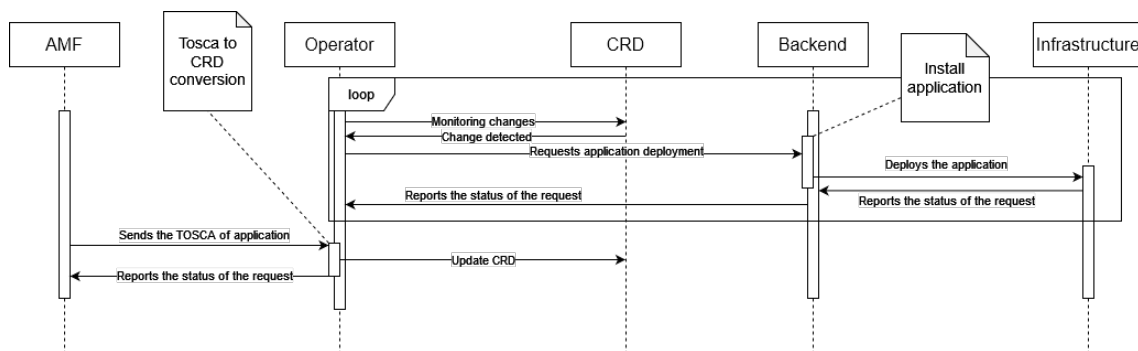 AMF
Tosca to
CRD
conversion
Operator
CRD
Backend
Install
application
Infrastructure
loop
Monitoring changes
Change detected
Requests application deployment
Deploys the application
Reports the status of the request
Reports the status of the request
Sends the TOSCA of application
Update CRD
Reports the status of the request